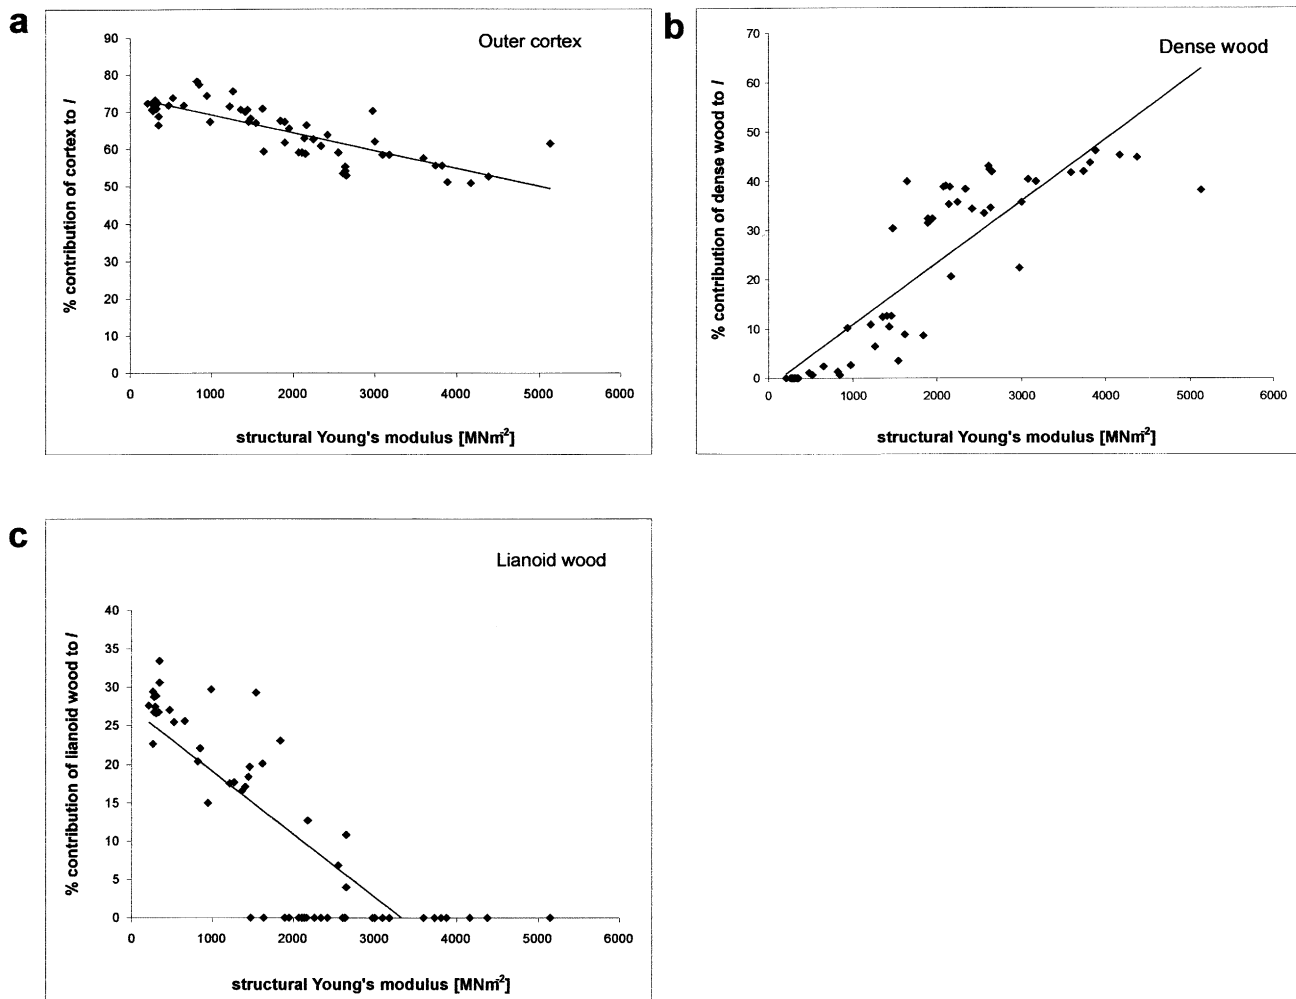 a
Outer cortex
% contribution of cortex to I
90
80
70
60
50
40
30
20
10
0
0 1000 2000 3000 4000 5000 6000
structural Young's modulus [MNm-2]
b
Dense wood
% contribution of dense wood to I
70
60
50
40
30
20
10
0
0 1000 2000 3000 4000 5000 6000
structural Young's modulus [MNm-2]
c
Lianoid wood
% contribution of lianoid wood to I
40
35
30
25
20
15
10
5
0
0 1000 2000 3000 4000 5000 6000
structural Young's modulus [MNm-2]